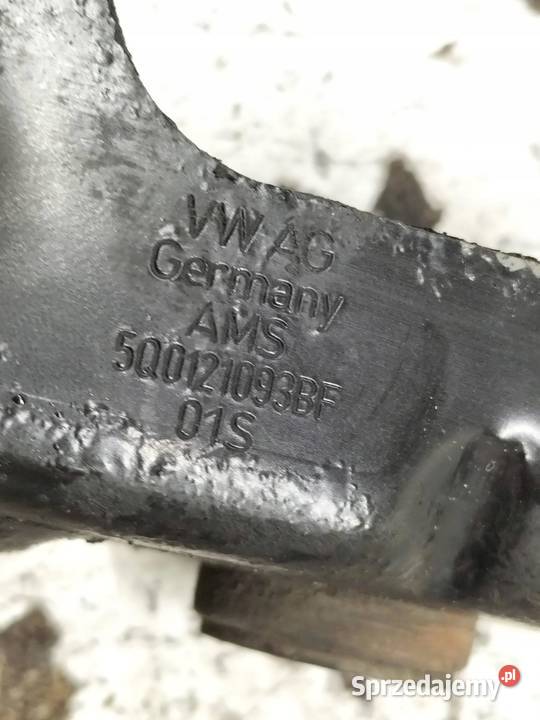 VW AG
Germany
AMS
5Q0121093BF
01S
Sprzedajemy.pl